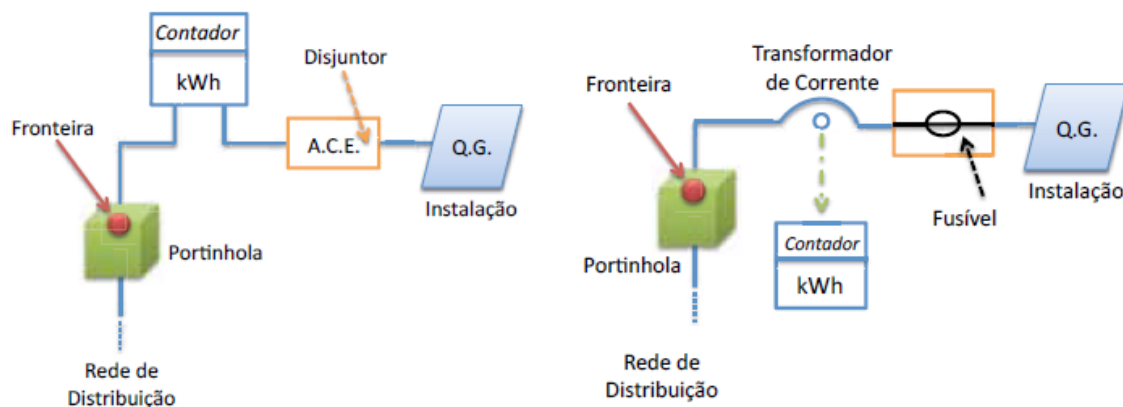 Contador
kWh
Disjuntor
Fronteira
A.C.E.
Q.G.
Instalação
Portinhola
Rede de
Distribuição
Transformador
de Corrente
Fronteira
Q.G.
Instalação
Fusível
Portinhola
Contador
kWh
Rede de
Distribuição